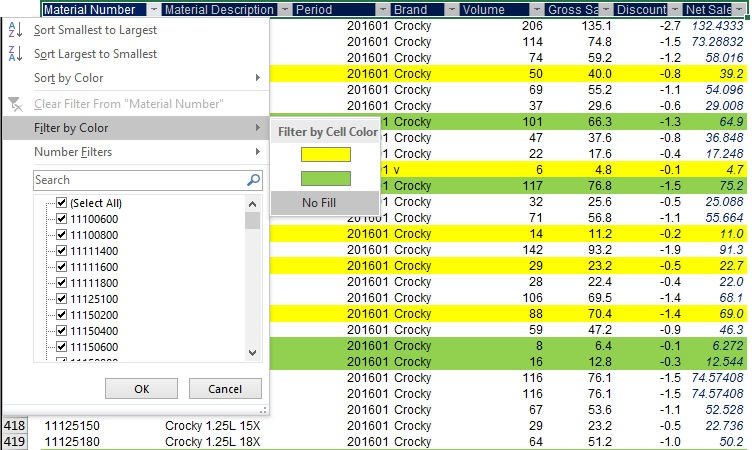 Material Number Material Description Period Brand Volume Gross Sa Discount Net Sale
Sort Smallest to Largest
Sort Largest to Smallest
Sort by Color
Clear Filter From "Material Number"
Filter by Color
Number Filters
Search
(Select All)
11100600
11100800
11111400
11111600
11111800
11125100
11150200
11150400
11150600
OK Cancel
Filter by Cell Color
No Fill
201601 Crocky 206 135.1 -2.7 132.4333
201601 Crocky 114 74.8 -1.5 73.28832
201601 Crocky 74 59.2 -1.2 58.016
201601 Crocky 50 40.0 -0.8 39.2
201601 Crocky 69 55.2 -1.1 54.096
201601 Crocky 37 29.6 -0.6 29.008
201601 Crocky 101 66.3 -1.3 64.9
Crocky 47 37.6 -0.8 36.848
Crocky 22 17.6 -0.4 17.248
1 v 6 4.8 -0.1 4.7
Crocky 117 76.8 -1.5 75.2
Crocky 32 25.6 -0.5 25.088
201601 Crocky 71 56.8 -1.1 55.664
201601 Crocky 14 11.2 -0.2 11.0
201601 Crocky 142 93.2 -1.9 91.3
201601 Crocky 29 23.2 -0.5 22.7
201601 Crocky 28 22.4 -0.4 22.0
201601 Crocky 106 69.5 -1.4 68.1
201601 Crocky 88 70.4 -1.4 69.0
201601 Crocky 59 47.2 -0.9 46.3
201601 Crocky 8 6.4 -0.1 6.272
201601 Crocky 16 12.8 -0.3 12.544
201601 Crocky 116 76.1 -1.5 74.57408
201601 Crocky 116 76.1 -1.5 74.57408
201601 Crocky 67 53.6 -1.1 52.528
418 11125150 Crocky 1.25L 15X 201601 Crocky 29 23.2 -0.5 22.736
419 11125180 Crocky 1.25L 18X 201601 Crocky 64 51.2 -1.0 50.2